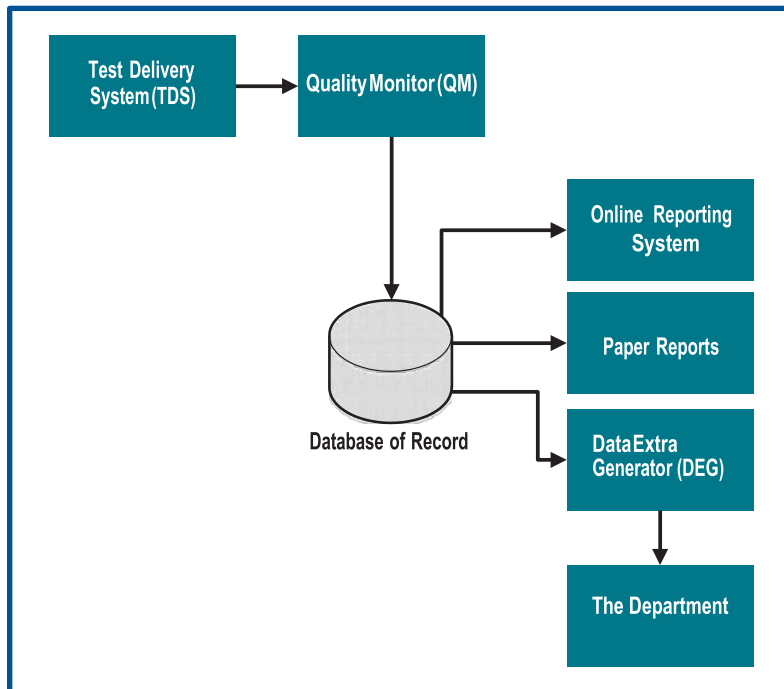 Test Delivery
System (TDS)
Quality Monitor (QM)
Online Reporting
System
Paper Reports
Database of Record
Data Extra
Generator (DEG)
The Department